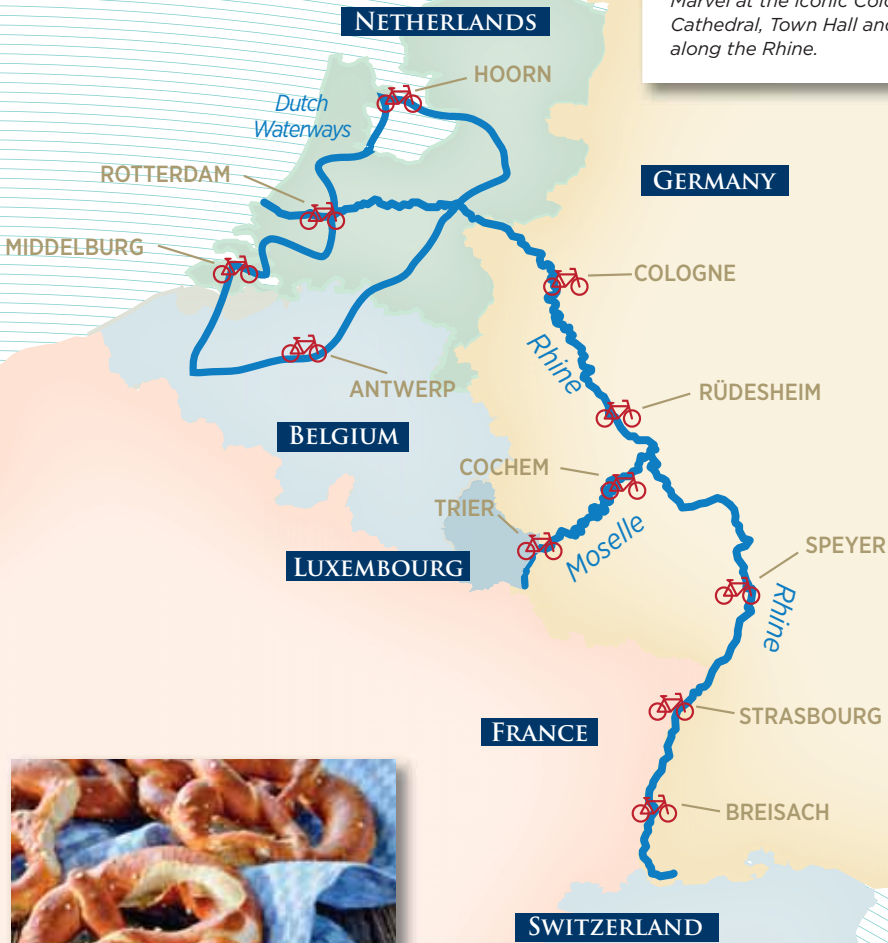 Marvel at the iconic
Cathedral, Town Hall and
along the Rhine.
NETHERLANDS
HOORN
Dutch
Waterways
ROTTERDAM
GERMANY
MIDDELBURG
COLOGNE
Rhine
ANTWERP
RÜDESHEIM
BELGIUM
COCHEM
TRIER
Moselle
LUXEMBOURG
SPEYER
Rhine
STRASBOURG
FRANCE
BREISACH
SWITZERLAND